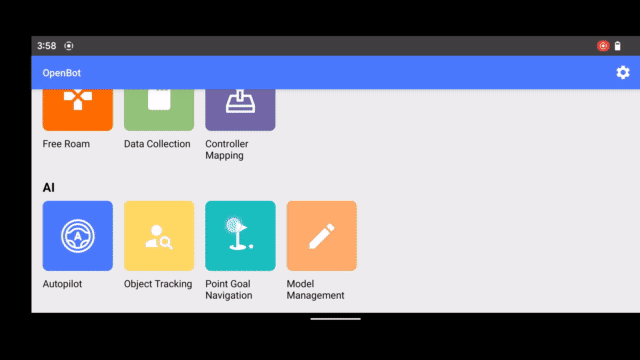 3:58
OpenBot
Free Roam
Data Collection
Controller
Mapping
AI
A
Autopilot
Object Tracking
Point Goal
Navigation
Model
Management